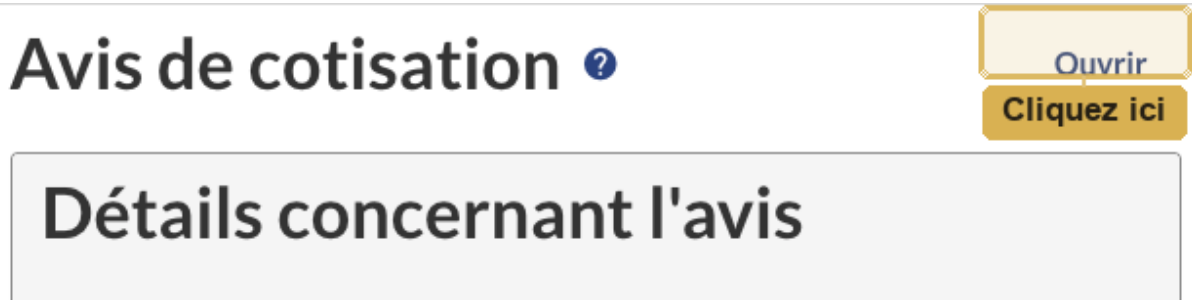 Avis de cotisation ?
Ouvrir
Cliquez ici
Détails concernant l'avis